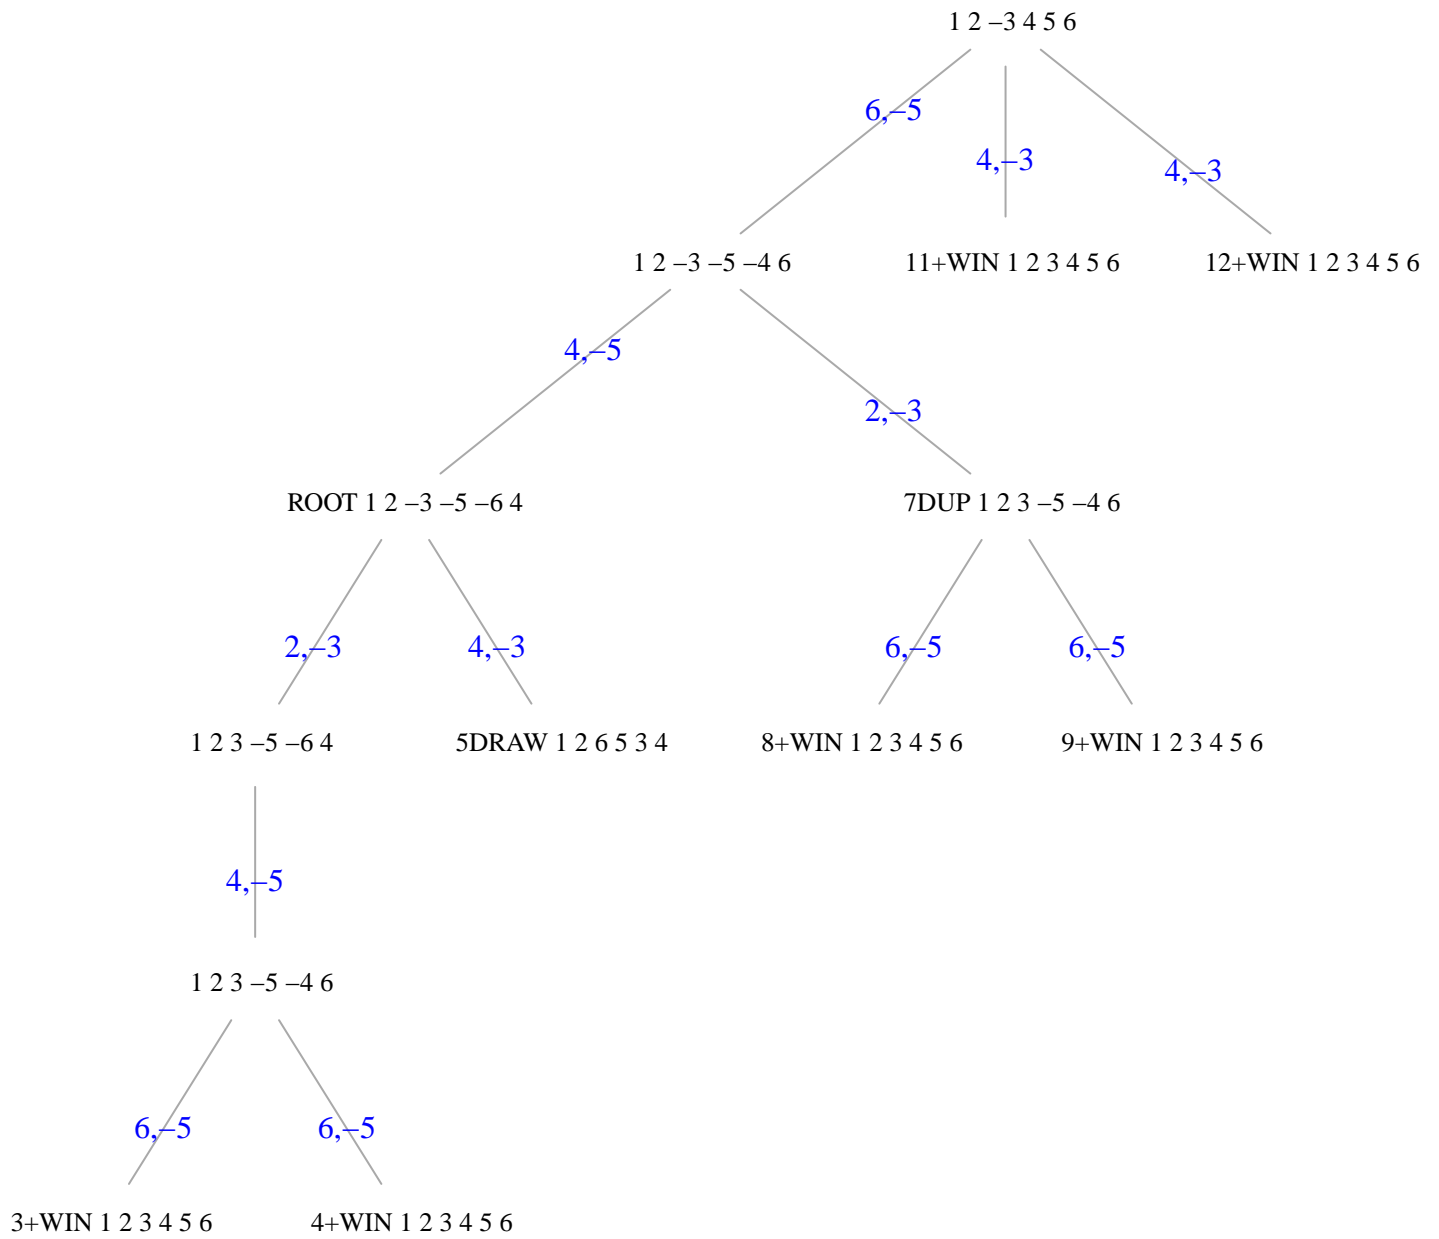 1 2 –3 4 5 6
6,–5
4,–3
4,–3
1 2 –3 –5 –4 6
11+WIN 1 2 3 4 5 6
12+WIN 1 2 3 4 5 6
4,–5
2,–3
ROOT 1 2 –3 –5 –6 4
7DUP 1 2 3 –5 –4 6
2,–3
4,–3
6,–5
6,–5
1 2 3 –5 –6 4
5DRAW 1 2 6 5 3 4
8+WIN 1 2 3 4 5 6
9+WIN 1 2 3 4 5 6
4,–5
1 2 3 –5 –4 6
6,–5
6,–5
3+WIN 1 2 3 4 5 6
4+WIN 1 2 3 4 5 6